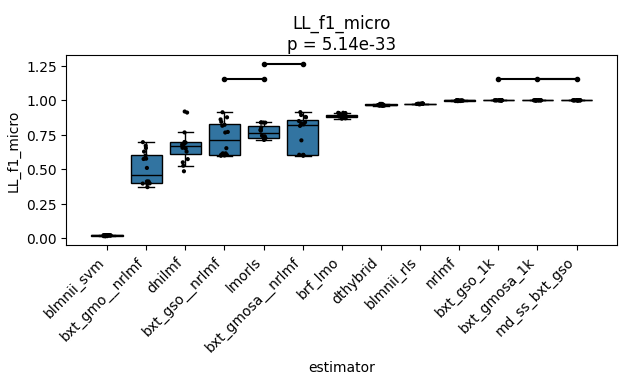 LL_f1_micro
p = 5.14e-33
1.25
1.00
0.75
0.50
0.25
0.00
LL_f1_micro
blmnii_svm
bxt_gmo__nrlmf
dnilmf
bxt_gso__nrlmf
lmorls
bxt_gmosa__nrlmf
brf_lmo
dthybrid
blmnii_rls
nrlmf
bxt_gso_1k
bxt_gmosa_1k
md_ss_bxt_gso
estimator